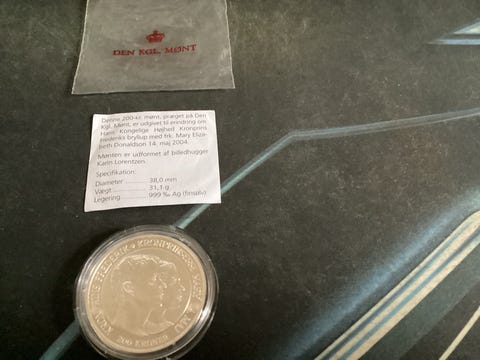 DEN KGL. MØNT
Denne 200-kr. mønt, præget på Den
Kgl. Mønt, er udgivet til erindring om
Hans Kongelige Højhed Kronprins
Frederiks bryllup med frk. Mary Eliza-
beth Donaldson 14. maj 2004.
Mønten er udformet af billedhugger
Karin Lorentzen.
Specifikation:
Diameter .......... 38,0 mm
Vægt .......... 31,1 g
Legering .......... 999 ‰ Ag (finsølv)
FREDERIK • KRONPRINSESSE
200 KRONER